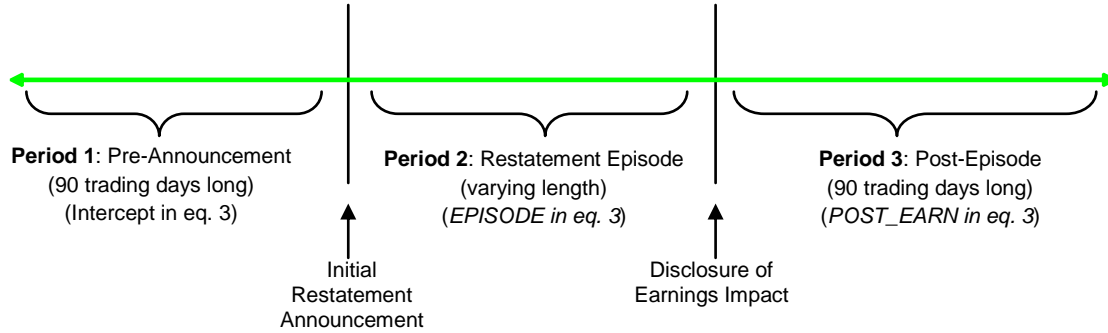 Period 1: Pre-Announcement
(90 trading days long)
(Intercept in eq. 3)
Period 2: Restatement Episode
(varying length)
(EPISODE in eq. 3)
Period 3: Post-Episode
(90 trading days long)
(POST_EARN in eq. 3)
Initial
Restatement
Announcement
Disclosure of
Earnings Impact